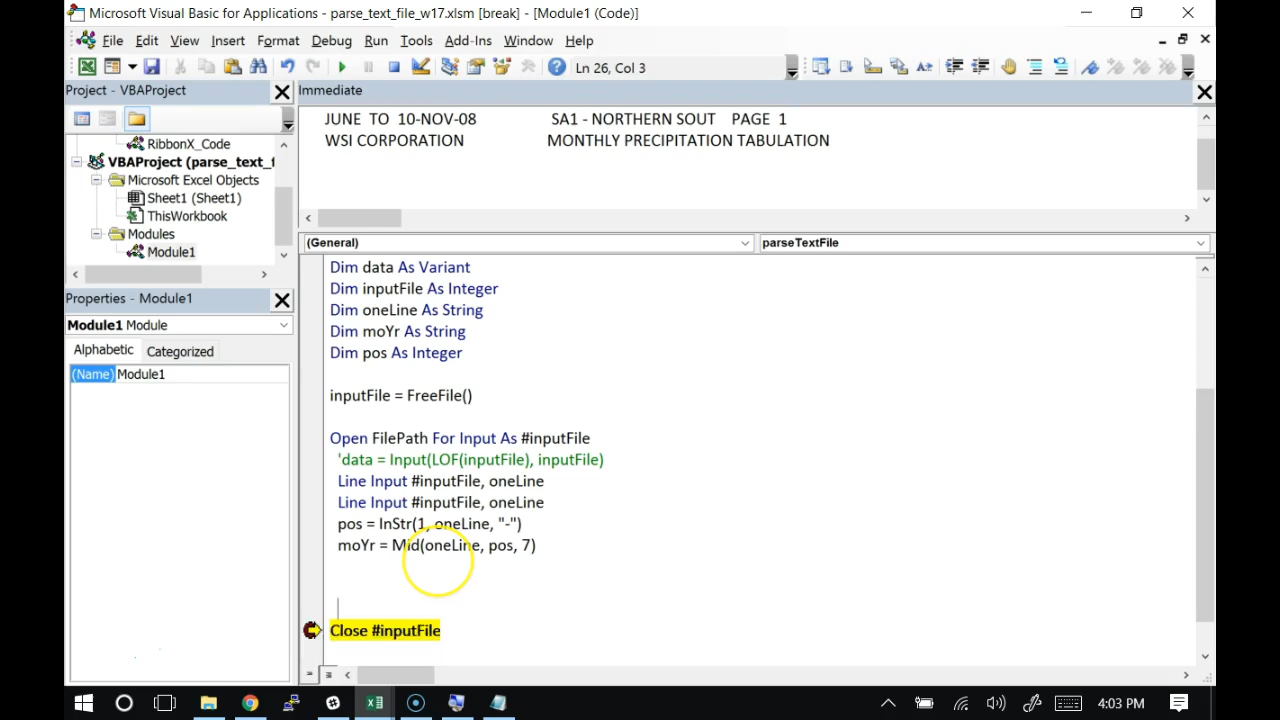 Microsoft Visual Basic for Applications - parse_text_file_w17.xlsm [break] - [Module1 (Code)]
File Edit View Insert Format Debug Run Tools Add-Ins Window Help
Ln 26, Col 3
Project - VBAProject
RibbonX_Code
VBAProject (parse_text_f
Microsoft Excel Objects
Sheet1 (Sheet1)
ThisWorkbook
Modules
Module1
Properties - Module1
Module1 Module
Alphabetic Categorized
(Name) Module1
Immediate
JUNE TO 10-NOV-08 SA1 - NORTHERN SOUT PAGE 1
WSI CORPORATION MONTHLY PRECIPITATION TABULATION
(General) parseTextFile
Dim data As Variant
Dim inputFile As Integer
Dim oneLine As String
Dim moYr As String
Dim pos As Integer
inputFile = FreeFile()
Open FilePath For Input As #inputFile
'data = Input(LOF(inputFile), inputFile)
Line Input #inputFile, oneLine
Line Input #inputFile, oneLine
pos = InStr(1, oneLine, "-")
moYr = Mid(oneLine, pos, 7)
Close #inputFile
4:03 PM